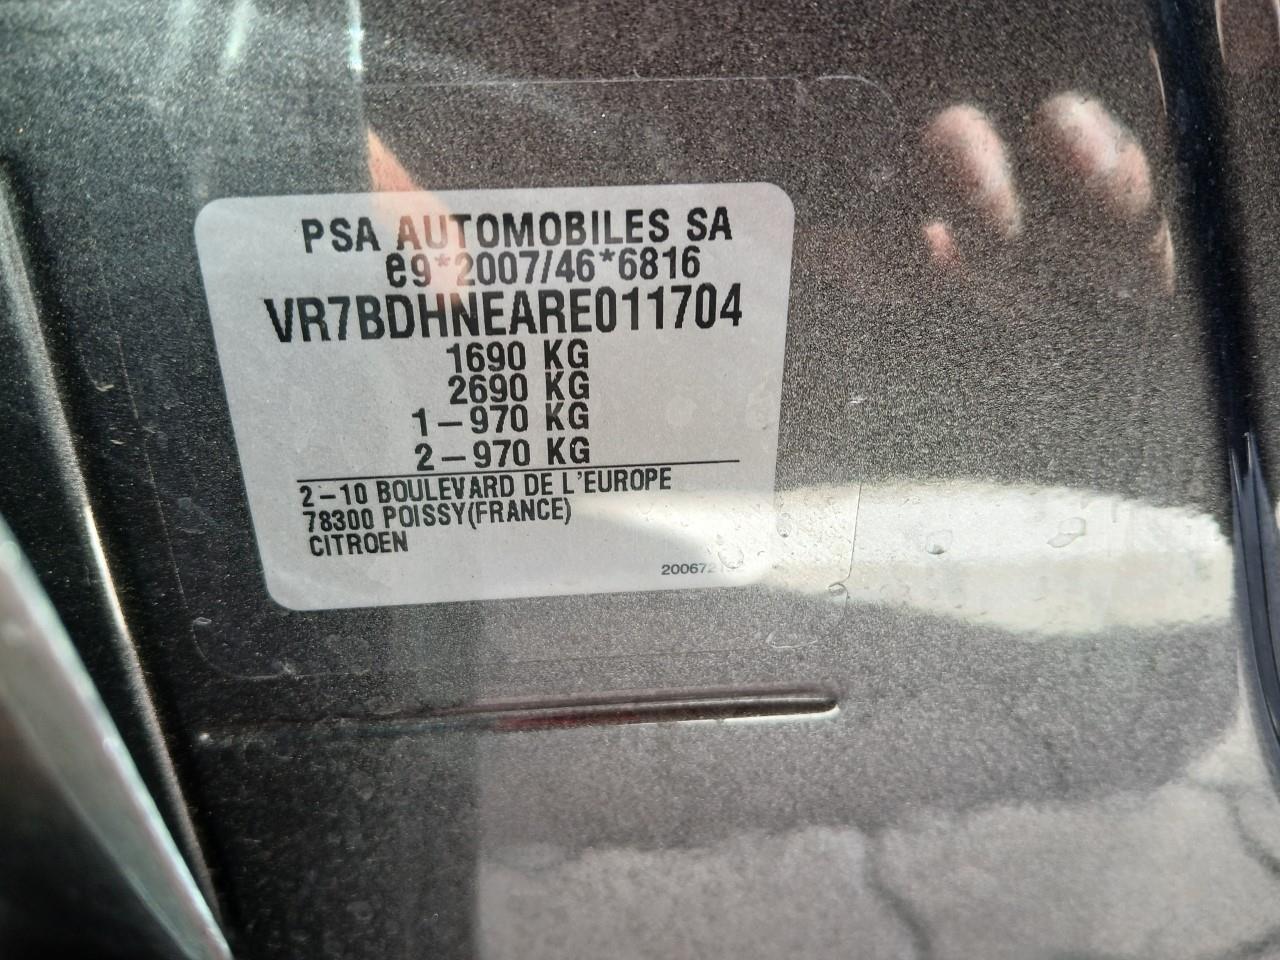 PSA AUTOMOBILES SA
e9*2007/46*6816
VR7BDHNEARE011704
1690 KG
2690 KG
1-970 KG
2-970 KG
2-10 BOULEVARD DE L'EUROPE
78300 POISSY(FRANCE)
CITROEN